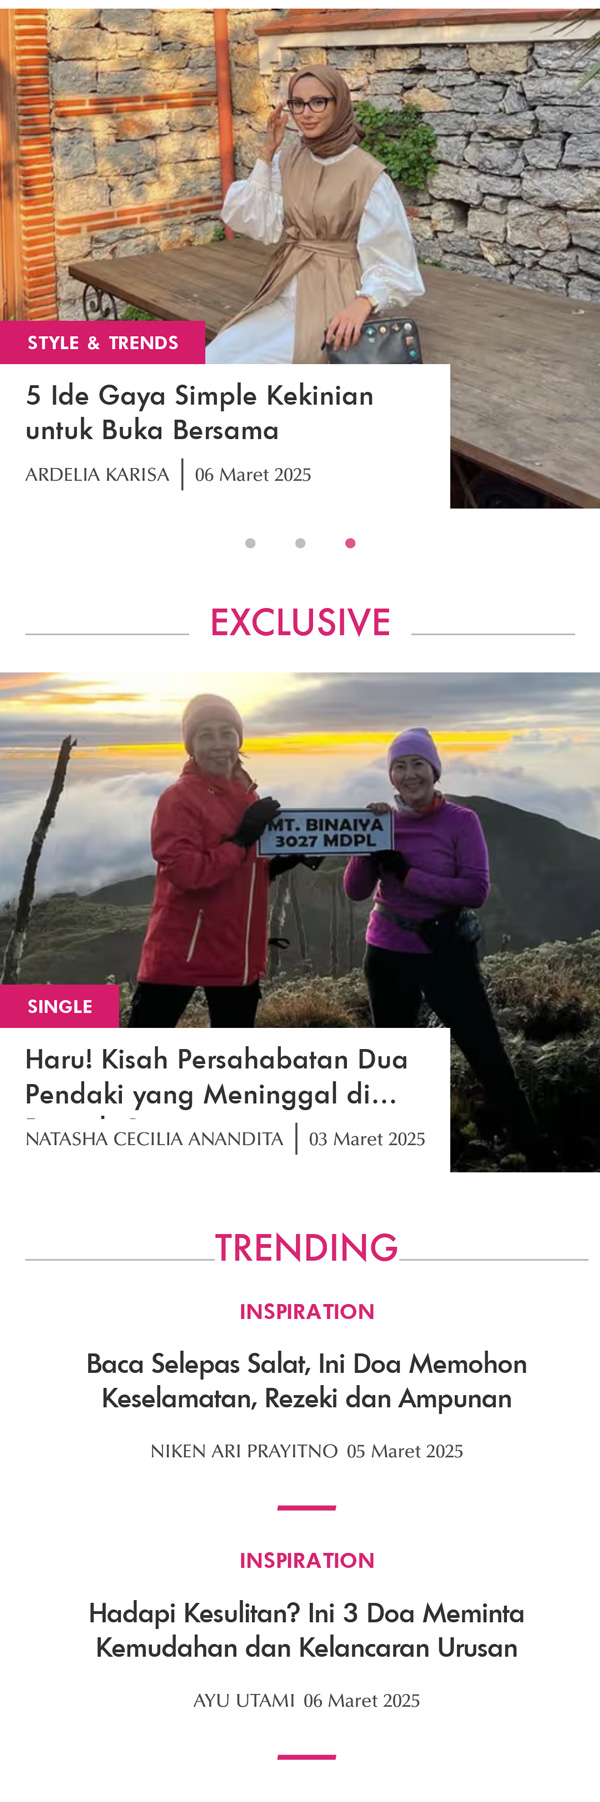 STYLE & TRENDS
5 Ide Gaya Simple Kekinian
untuk Buka Bersama
ARDELIA KARISA | 06 Maret 2025
EXCLUSIVE
MT. BINAIYA
3027 MDPL
SINGLE
Haru! Kisah Persahabatan Dua
Pendaki yang Meninggal di...
NATASHA CECILIA ANANDITA | 03 Maret 2025
TRENDING
INSPIRATION
Baca Selepas Salat, Ini Doa Memohon
Keselamatan, Rezeki dan Ampunan
NIKEN ARI PRAYITNO 05 Maret 2025
INSPIRATION
Hadapi Kesulitan? Ini 3 Doa Meminta
Kemudahan dan Kelancaran Urusan
AYU UTAMI 06 Maret 2025